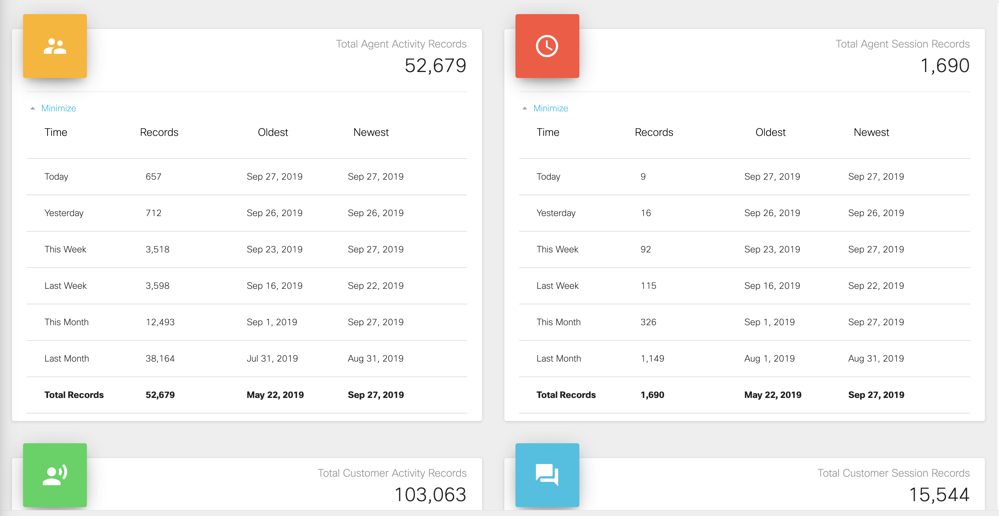 Total Agent Activity Records
52,679
Minimize
Time Records Oldest Newest
Today 657 Sep 27, 2019 Sep 27, 2019
Yesterday 712 Sep 26, 2019 Sep 26, 2019
This Week 3,518 Sep 23, 2019 Sep 27, 2019
Last Week 3,598 Sep 16, 2019 Sep 22, 2019
This Month 12,493 Sep 1, 2019 Sep 27, 2019
Last Month 38,164 Jul 31, 2019 Aug 31, 2019
Total Records 52,679 May 22, 2019 Sep 27, 2019
Total Agent Session Records
1,690
Minimize
Time Records Oldest Newest
Today 9 Sep 27, 2019 Sep 27, 2019
Yesterday 16 Sep 26, 2019 Sep 26, 2019
This Week 92 Sep 23, 2019 Sep 27, 2019
Last Week 115 Sep 16, 2019 Sep 22, 2019
This Month 326 Sep 1, 2019 Sep 27, 2019
Last Month 1,149 Aug 1, 2019 Aug 31, 2019
Total Records 1,690 May 22, 2019 Sep 27, 2019
Total Customer Activity Records
103,063
Total Customer Session Records
15,544